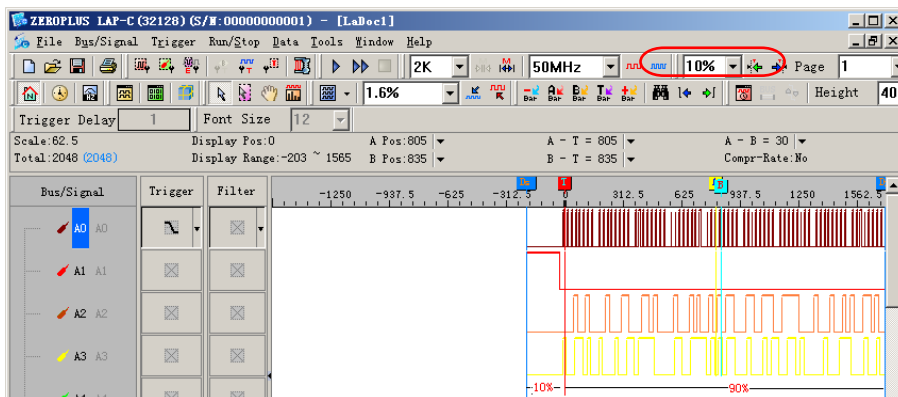 ZEROPLUS LAP-C(32128)(S/N:00000000001) - [LaDoc1]
File Bus/Signal Trigger Run/Stop Data Tools Window Help
2K 50MHz 10% Page 1
1.6% Bar Bar Bar Bar Bar Height 40
Trigger Delay 1 Font Size 12
Scale:62.5 Display Pos:0 A Pos:805 A - T = 805 A - B = 30
Total:2048 (2048) Display Range:-203 ~ 1565 B Pos:835 B - T = 835 Compr-Rate:No
Bus/Signal Trigger Filter -1250 -937.5 -625 -312.5 0 312.5 625 937.5 1250 1562.5
T B
A0 A0
A1 A1
A2 A2
A3 A3
-10%- 90%